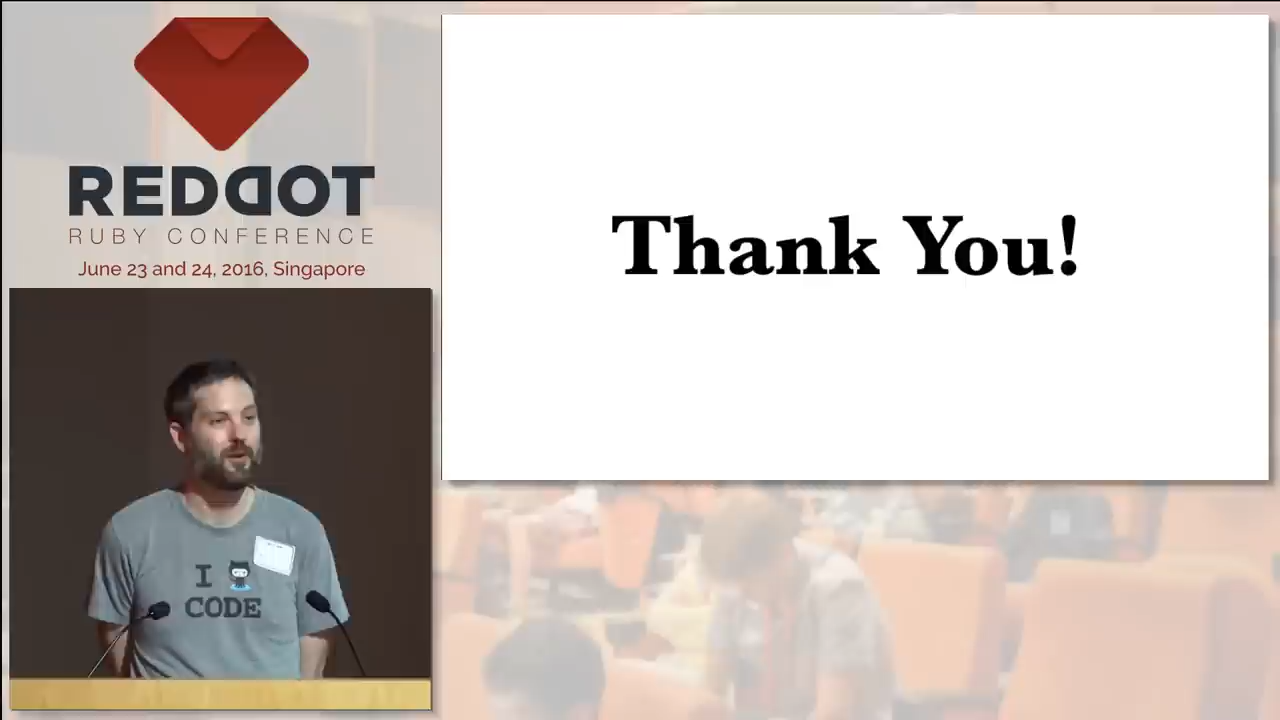 REDDOT
RUBY CONFERENCE
June 23 and 24, 2016, Singapore
Thank You!
I
CODE